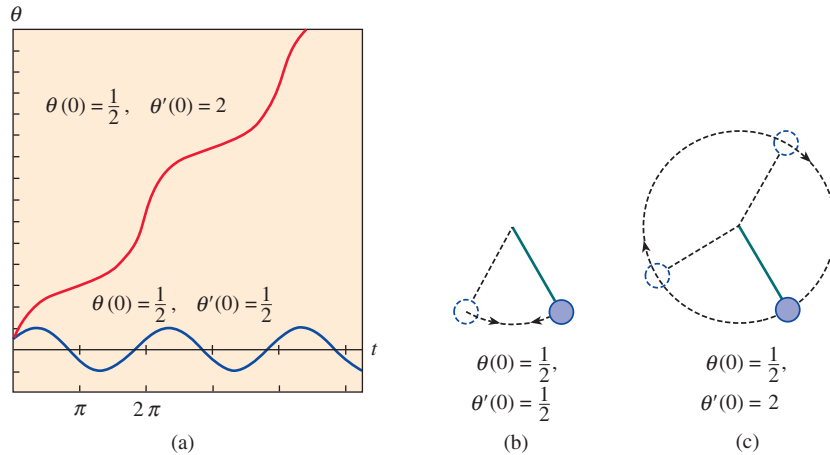 θ
θ(0) = 1/2, θ′(0) = 2
θ(0) = 1/2, θ′(0) = 1/2
t
π 2π
(a)
θ(0) = 1/2,
θ′(0) = 1/2
(b)
θ(0) = 1/2,
θ′(0) = 2
(c)